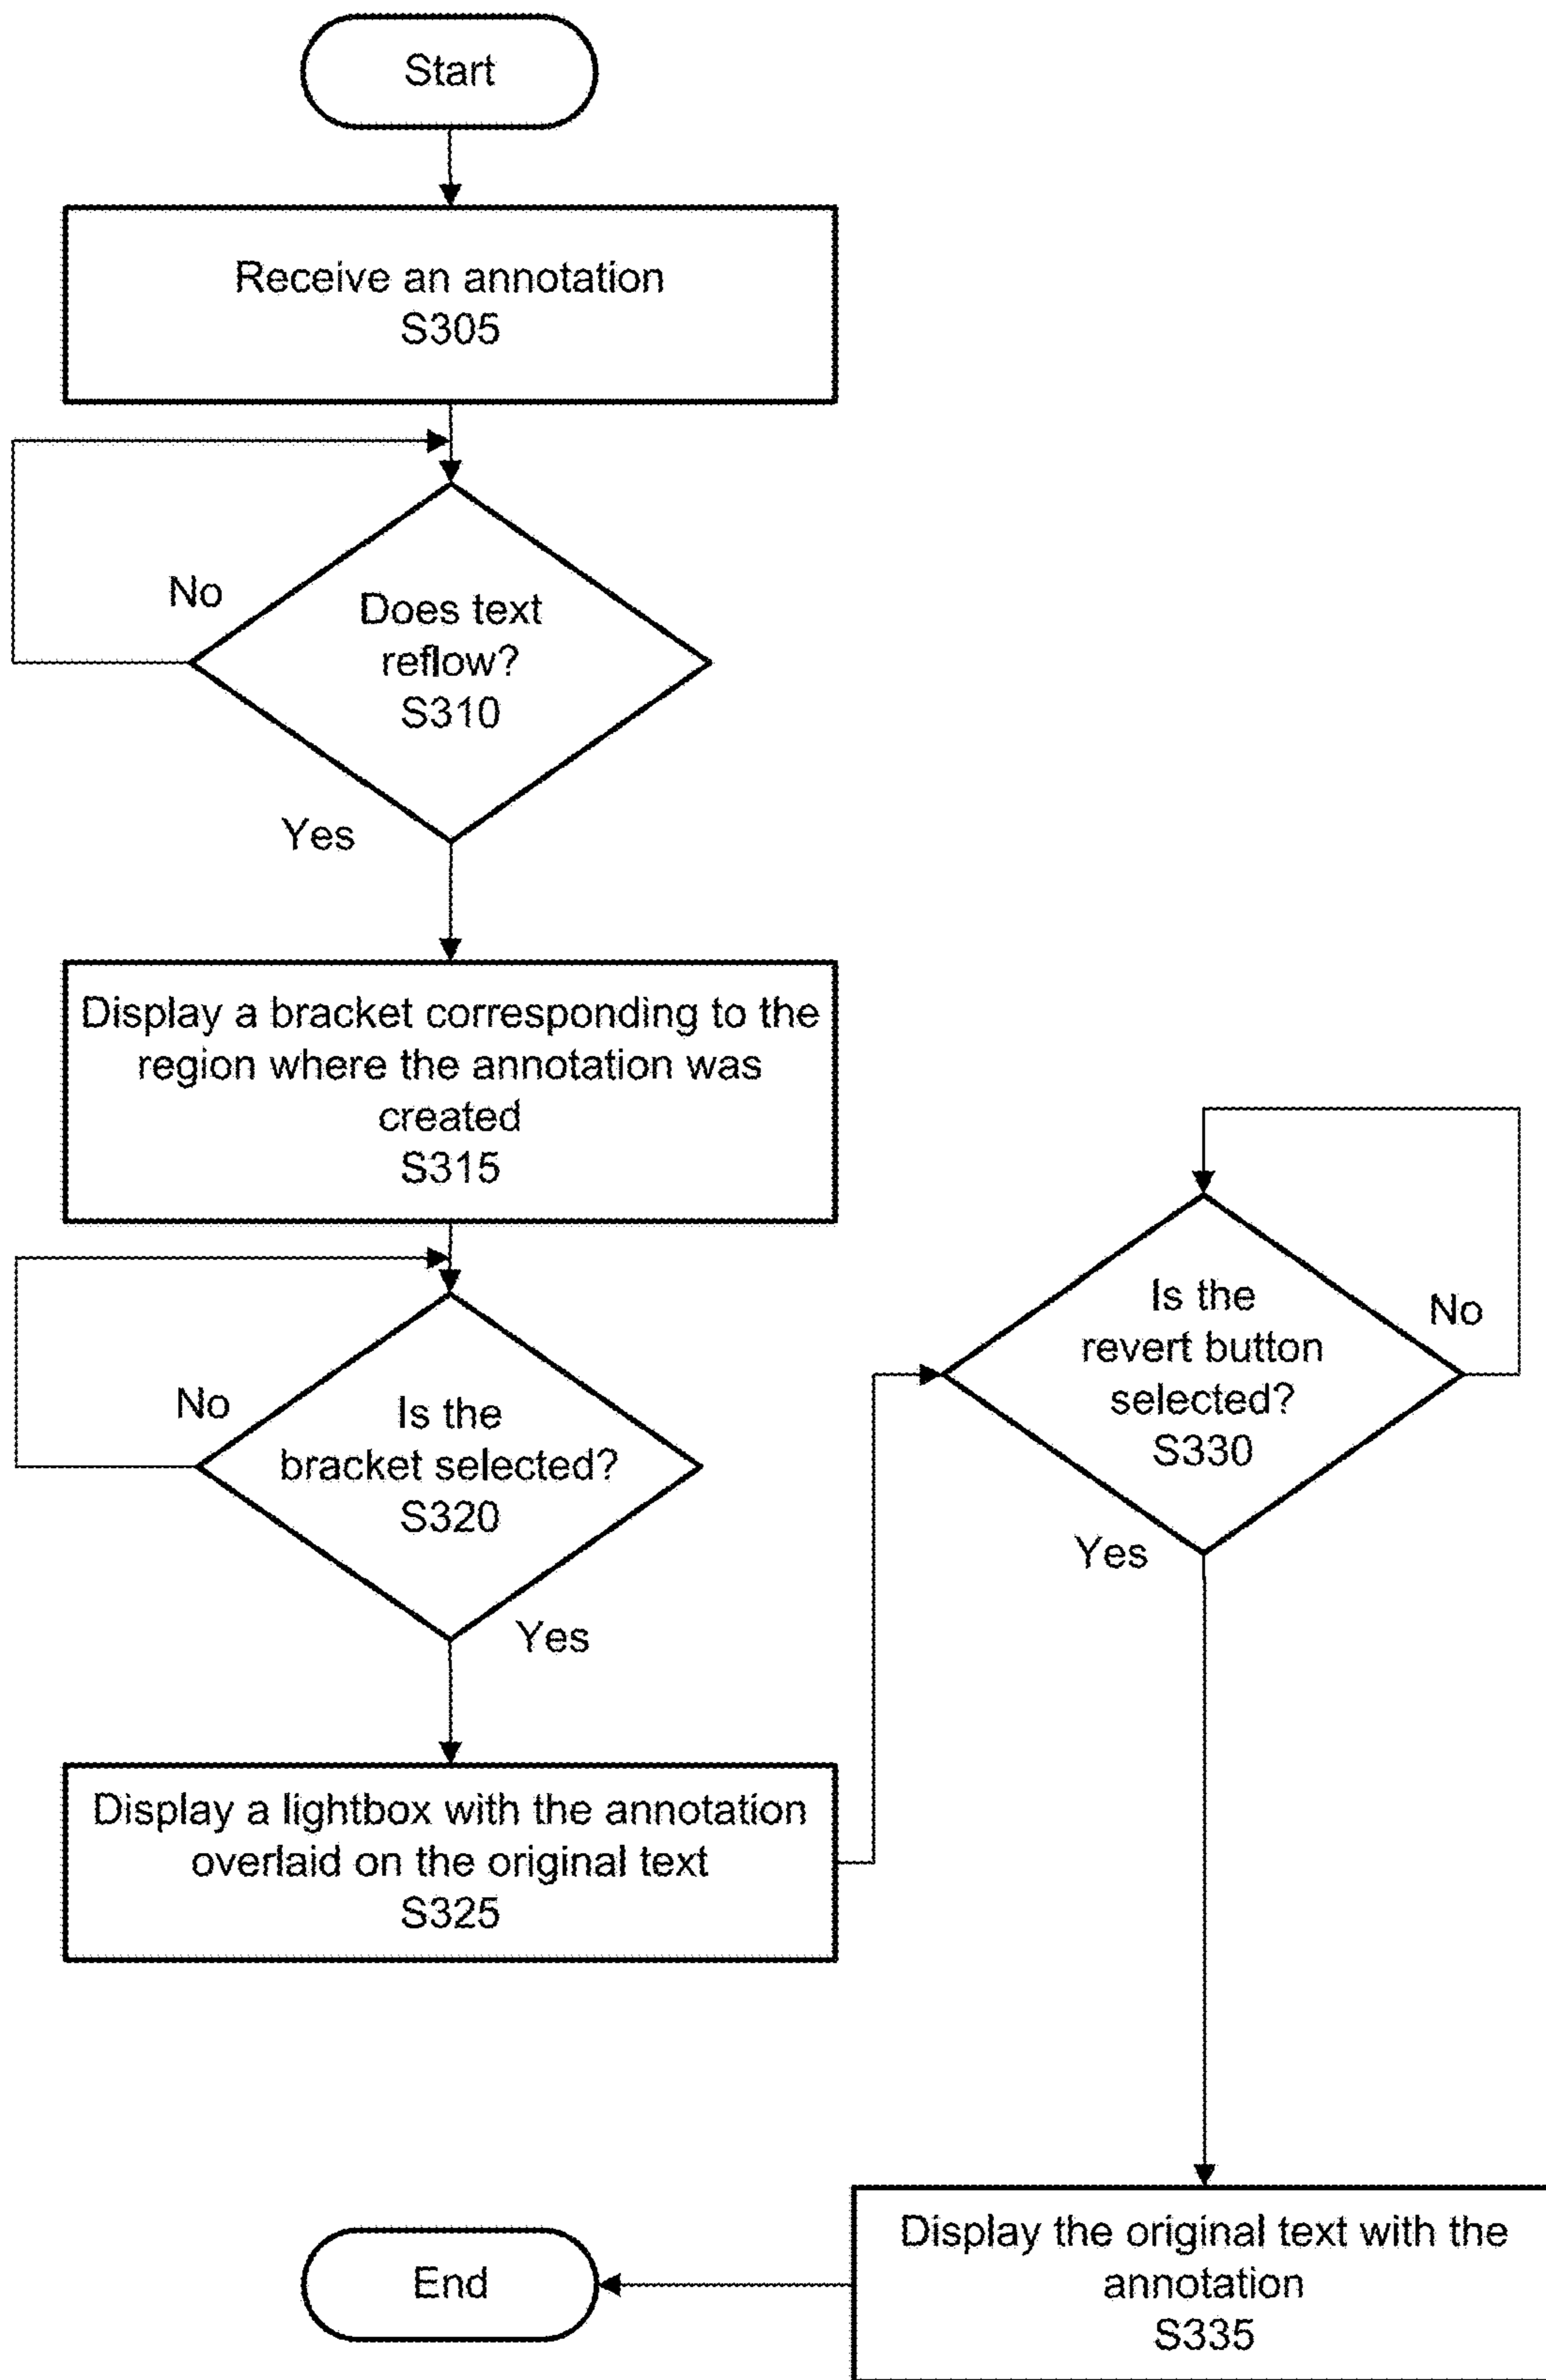 Start
Receive an annotation
S305
No
Does text
reflow?
S310
Yes
Display a bracket corresponding to the
region where the annotation was
created
S315
No
Is the
bracket selected?
S320
Yes
Display a lightbox with the annotation
overlaid on the original text
S325
Is the
revert button
selected?
S330
No
Yes
Display the original text with the
annotation
S335
End